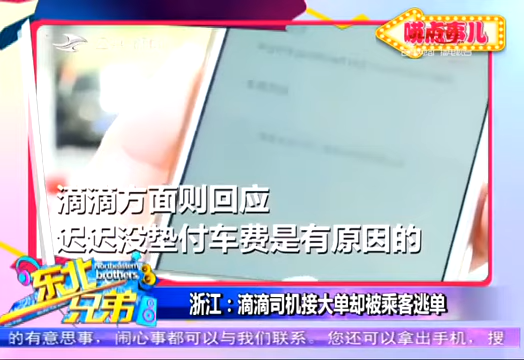 啥点事儿
滴滴方面则回应
迟迟没垫付车费是有原因的
东北
兄弟
Northeastern
brothers
浙江：滴滴司机接大单却被乘客逃单
的有意思事，闹心事都可以与我们联系。您还可以拿出手机，搜